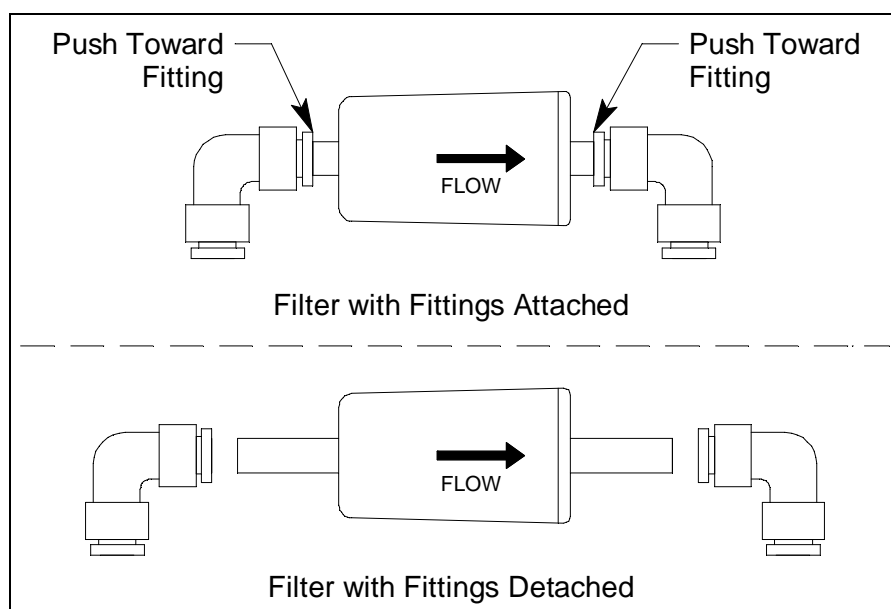 Push Toward
Fitting
Push Toward
Fitting
FLOW
Filter with Fittings Attached
FLOW
Filter with Fittings Detached